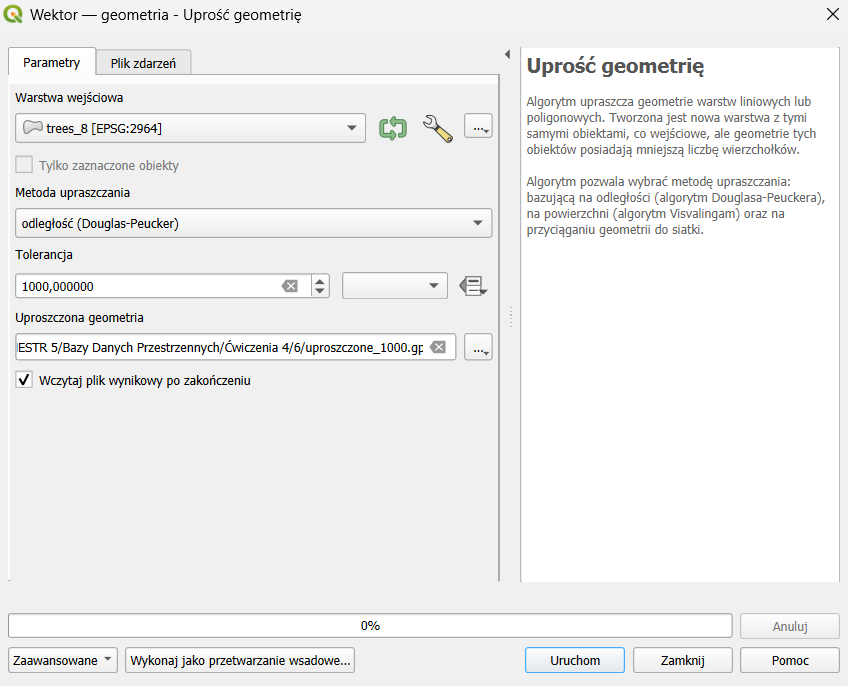 Wektor — geometria - Uprość geometrię
Parametry
Plik zdarzeń
Warstwa wejściowa
trees_8 [EPSG:2964]
...
Tylko zaznaczone obiekty
Metoda upraszczania
odległość (Douglas-Peucker)
Tolerancja
1000,000000
Uproszczona geometria
IESTR 5/Bazy Danych Przestrzennych/Ćwiczenia 4/6/uproszczone_1000.gp
...
Wczytaj plik wynikowy po zakończeniu
Uprość geometrię
Algorytm upraszcza geometrie warstw liniowych lub
poligonowych. Tworzona jest nowa warstwa z tymi
samymi obiektami, co wejściowe, ale geometrie tych
obiektów posiadają mniejszą liczbę wierzchołków.
Algorytm pozwala wybrać metodę upraszczania:
bazującą na odległości (algorytm Douglasa-Peuckera),
na powierzchni (algorytm Visvalingam) oraz na
przyciąganiu geometrii do siatki.
0%
Anuluj
Zaawansowane
Wykonaj jako przetwarzanie wsadowe...
Uruchom
Zamknij
Pomoc